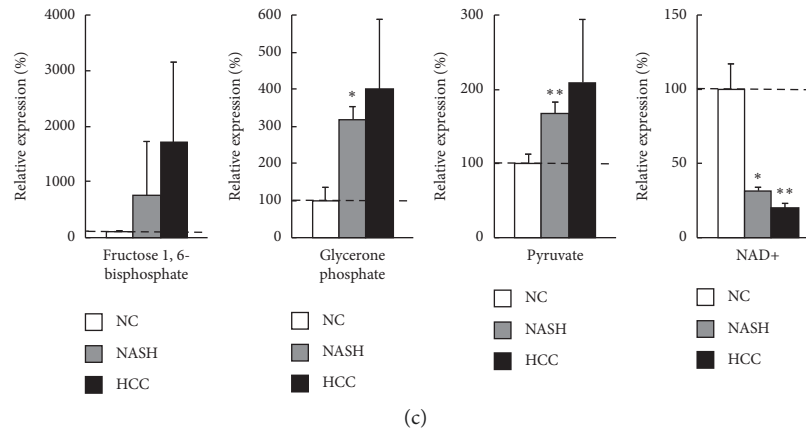 Relative expression (%)
4000
3000
2000
1000
0
Fructose 1, 6-
bisphosphate
NC
NASH
HCC
Relative expression (%)
600
500
400
300
200
100
0
*
Glycerone
phosphate
NC
NASH
HCC
Relative expression (%)
300
200
100
0
**
Pyruvate
NC
NASH
HCC
Relative expression (%)
150
100
50
0
*
**
NAD+
NC
NASH
HCC
(c)